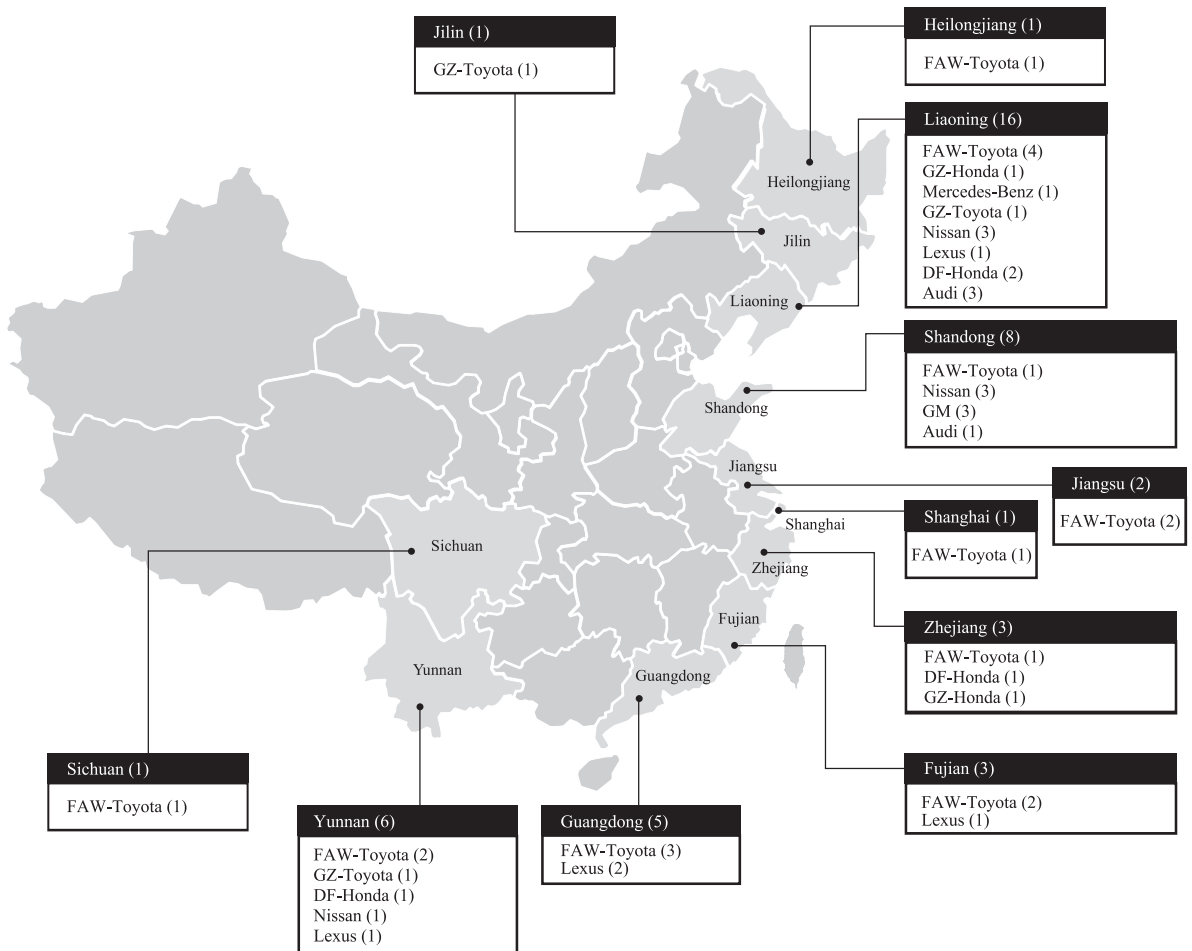 Jilin (1)
GZ-Toyota (1)
Heilongjiang (1)
FAW-Toyota (1)
Liaoning (16)
FAW-Toyota (4)
GZ-Honda (1)
Mercedes-Benz (1)
GZ-Toyota (1)
Nissan (3)
Lexus (1)
DF-Honda (2)
Audi (3)
Shandong (8)
FAW-Toyota (1)
Nissan (3)
GM (3)
Audi (1)
Jiangsu (2)
FAW-Toyota (2)
Shanghai (1)
FAW-Toyota (1)
Zhejiang (3)
FAW-Toyota (1)
DF-Honda (1)
GZ-Honda (1)
Fujian (3)
FAW-Toyota (2)
Lexus (1)
Heilongjiang
Jilin
Liaoning
Shandong
Jiangsu
Shanghai
Sichuan
Zhejiang
Fujian
Yunnan
Guangdong
Sichuan (1)
FAW-Toyota (1)
Yunnan (6)
FAW-Toyota (2)
GZ-Toyota (1)
DF-Honda (1)
Nissan (1)
Lexus (1)
Guangdong (5)
FAW-Toyota (3)
Lexus (2)